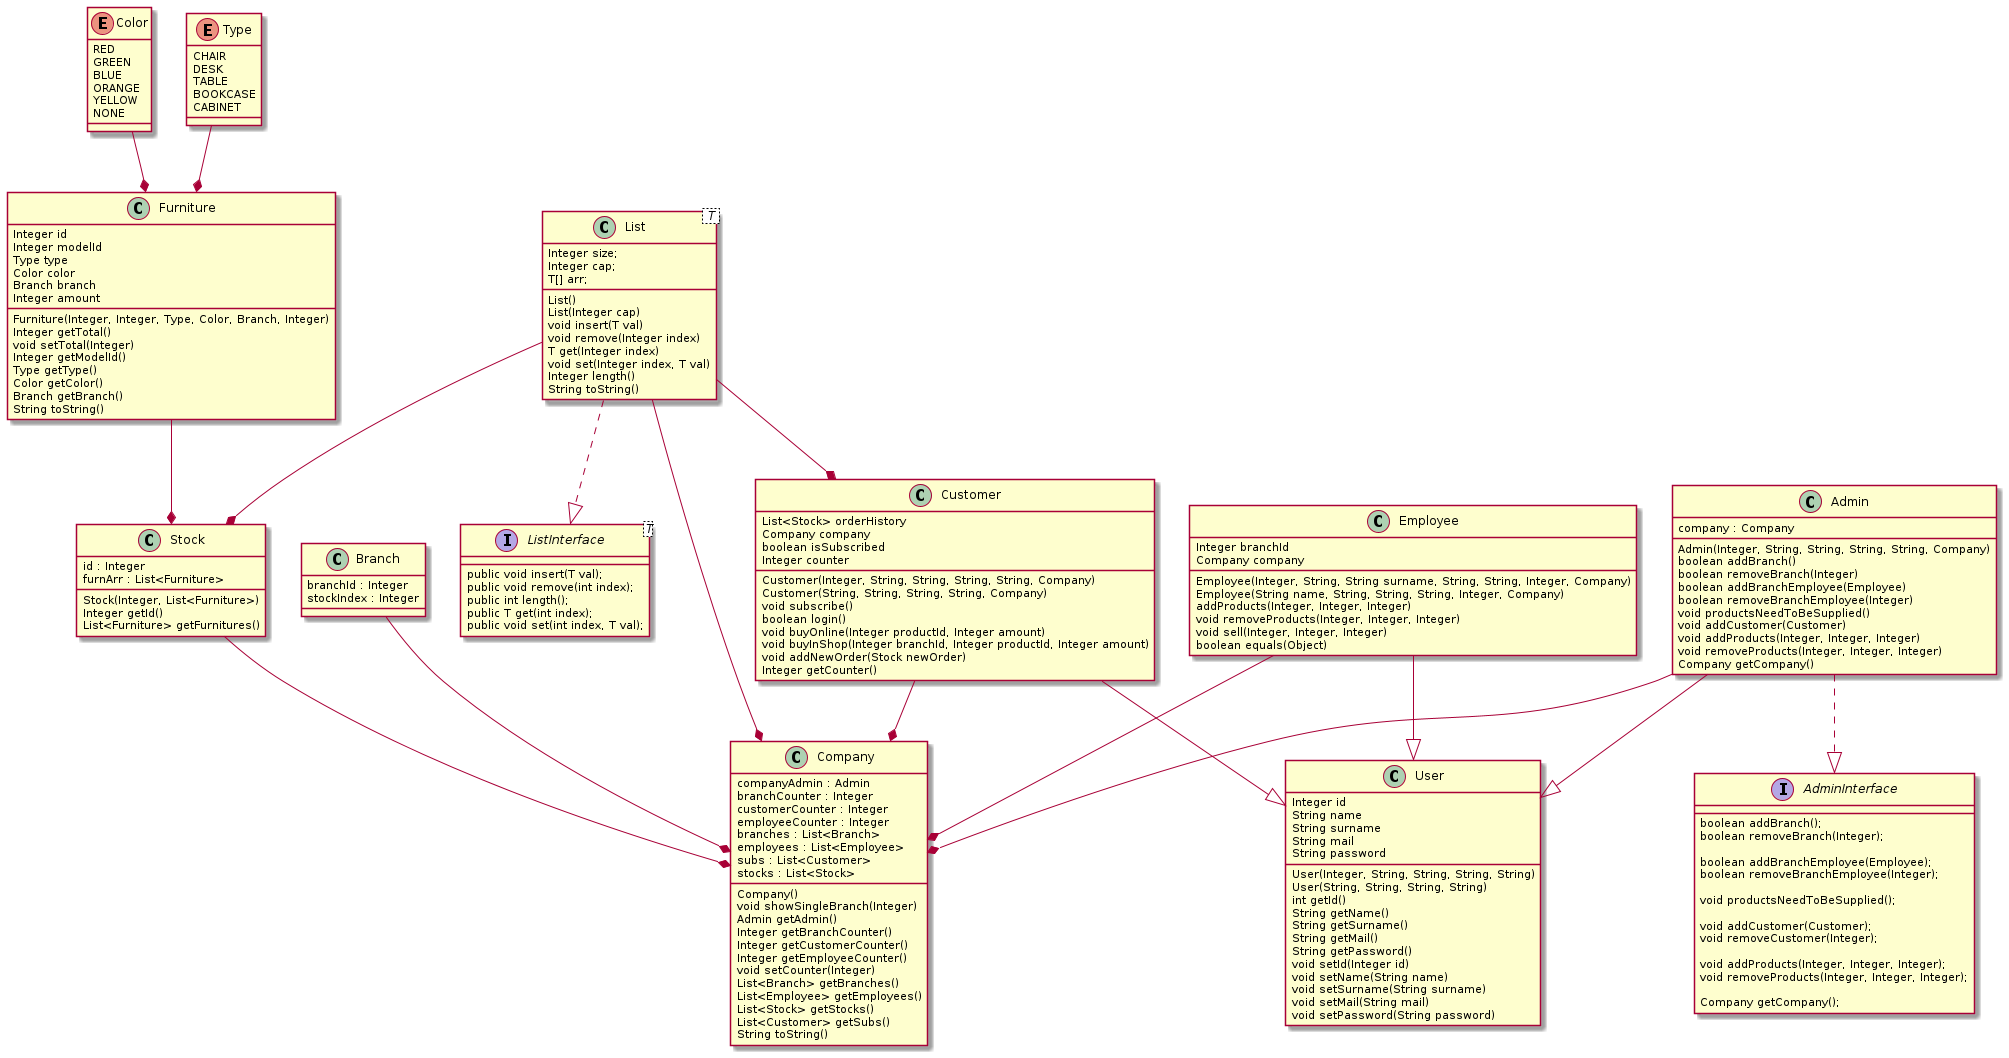 E Color
RED
GREEN
BLUE
ORANGE
YELLOW
NONE
E Type
CHAIR
DESK
TABLE
BOOKCASE
CABINET
C Furniture
Integer id
Integer modelId
Type type
Color color
Branch branch
Integer amount
Furniture(Integer, Integer, Type, Color, Branch, Integer)
Integer getTotal()
void setTotal(Integer)
Integer getModelId()
Type getType()
Color getColor()
Branch getBranch()
String toString()
C List T
Integer size;
Integer cap;
T[] arr;
List()
List(Integer cap)
void insert(T val)
void remove(Integer index)
T get(Integer index)
void set(Integer index, T val)
Integer length()
String toString()
C Stock
id : Integer
furnArr : List<Furniture>
Stock(Integer, List<Furniture>)
Integer getId()
List<Furniture> getFurnitures()
C Branch
branchId : Integer
stockIndex : Integer
I ListInterface T
public void insert(T val);
public void remove(int index);
public int length();
public T get(int index);
public void set(int index, T val);
C Customer
List<Stock> orderHistory
Company company
boolean isSubscribed
Integer counter
Customer(Integer, String, String, String, String, Company)
Customer(String, String, String, String, Company)
void subscribe()
boolean login()
void buyOnline(Integer productId, Integer amount)
void buyInShop(Integer branchId, Integer productId, Integer amount)
void addNewOrder(Stock newOrder)
Integer getCounter()
C Employee
Integer branchId
Company company
Employee(Integer, String, String surname, String, String, Integer, Company)
Employee(String name, String, String, String, Integer, Company)
addProducts(Integer, Integer, Integer)
void removeProducts(Integer, Integer, Integer)
void sell(Integer, Integer, Integer)
boolean equals(Object)
C Admin
company : Company
Admin(Integer, String, String, String, String, Company)
boolean addBranch()
boolean removeBranch(Integer)
boolean addBranchEmployee(Employee)
boolean removeBranchEmployee(Integer)
void productsNeedToBeSupplied()
void addCustomer(Customer)
void addProducts(Integer, Integer, Integer)
void removeProducts(Integer, Integer, Integer)
Company getCompany()
C Company
companyAdmin : Admin
branchCounter : Integer
customerCounter : Integer
employeeCounter : Integer
branches : List<Branch>
employees : List<Employee>
subs : List<Customer>
stocks : List<Stock>
Company()
void showSingleBranch(Integer)
Admin getAdmin()
Integer getBranchCounter()
Integer getCustomerCounter()
Integer getEmployeeCounter()
void setCounter(Integer)
List<Branch> getBranches()
List<Employee> getEmployees()
List<Stock> getStocks()
List<Customer> getSubs()
String toString()
C User
Integer id
String name
String surname
String mail
String password
User(Integer, String, String, String, String)
User(String, String, String, String)
int getId()
String getName()
String getSurname()
String getMail()
String getPassword()
void setId(Integer id)
void setName(String name)
void setSurname(String surname)
void setMail(String mail)
void setPassword(String password)
I AdminInterface
boolean addBranch();
boolean removeBranch(Integer);
boolean addBranchEmployee(Employee);
boolean removeBranchEmployee(Integer);
void productsNeedToBeSupplied();
void addCustomer(Customer);
void removeCustomer(Integer);
void addProducts(Integer, Integer, Integer);
void removeProducts(Integer, Integer, Integer);
Company getCompany();